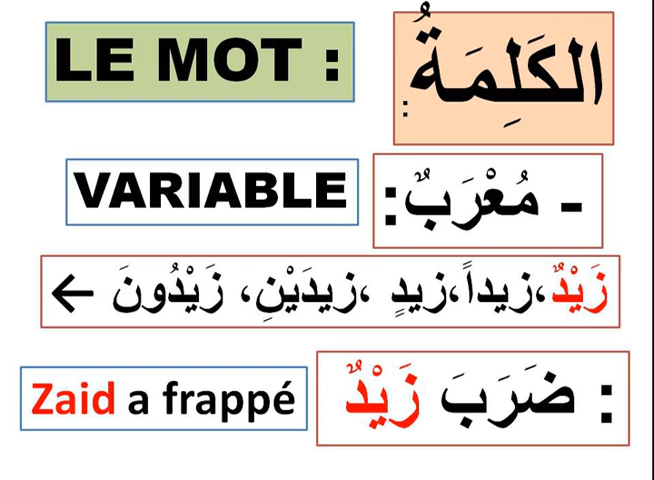 LE MOT : الكَلِمَةُ :
VARIABLE - مُعْرَبٌ:
زَيْدٌ، زيداً، زيدٍ، زيدَيْنِ، زَيْدُونَ ←
Zaid a frappé ضَرَبَ زَيْدٌ :